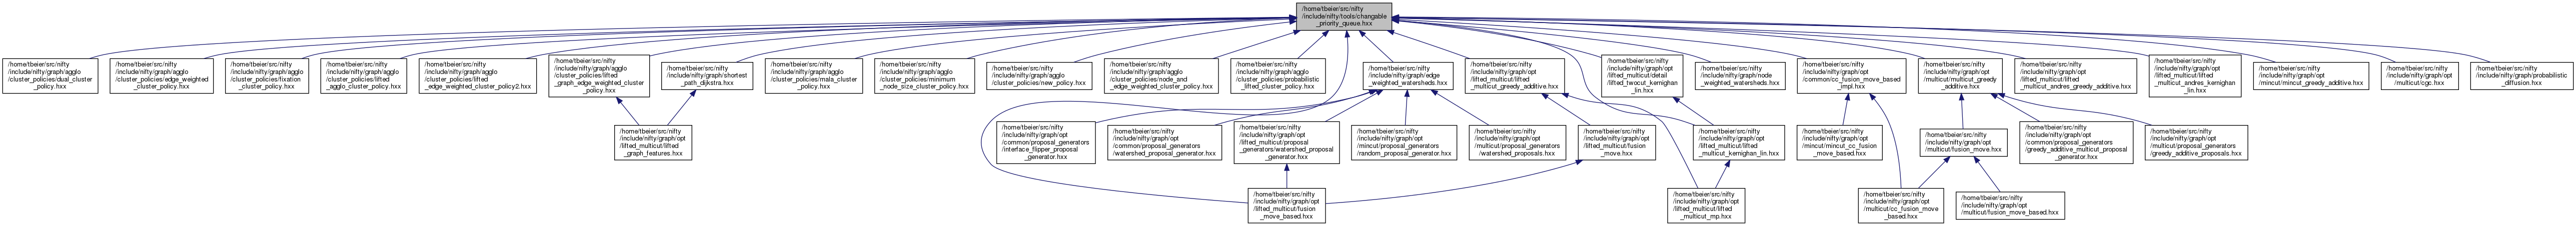 /home/tbeier/src/nifty
/include/nifty/tools/changable
_priority_queue.hxx
/home/tbeier/src/nifty
/include/nifty/graph/agglo
/cluster_policies/dual_cluster
_policy.hxx
/home/tbeier/src/nifty
/include/nifty/graph/agglo
/cluster_policies/edge_weighted
_cluster_policy.hxx
/home/tbeier/src/nifty
/include/nifty/graph/agglo
/cluster_policies/fixation
_cluster_policy.hxx
/home/tbeier/src/nifty
/include/nifty/graph/agglo
/cluster_policies/lifted
_agglo_cluster_policy.hxx
/home/tbeier/src/nifty
/include/nifty/graph/agglo
/cluster_policies/lifted
_edge_weighted_cluster_policy2.hxx
/home/tbeier/src/nifty
/include/nifty/graph/agglo
/cluster_policies/lifted
_graph_edge_weighted_cluster
_policy.hxx
/home/tbeier/src/nifty
/include/nifty/graph/shortest
_path_dijkstra.hxx
/home/tbeier/src/nifty
/include/nifty/graph/agglo
/cluster_policies/mala_cluster
_policy.hxx
/home/tbeier/src/nifty
/include/nifty/graph/agglo
/cluster_policies/minimum
_node_size_cluster_policy.hxx
/home/tbeier/src/nifty
/include/nifty/graph/agglo
/cluster_policies/new_policy.hxx
/home/tbeier/src/nifty
/include/nifty/graph/agglo
/cluster_policies/node_and
_edge_weighted_cluster_policy.hxx
/home/tbeier/src/nifty
/include/nifty/graph/agglo
/cluster_policies/probabilistic
_lifted_cluster_policy.hxx
/home/tbeier/src/nifty
/include/nifty/graph/edge
_weighted_watersheds.hxx
/home/tbeier/src/nifty
/include/nifty/graph/opt
/lifted_multicut/lifted
_multicut_greedy_additive.hxx
/home/tbeier/src/nifty
/include/nifty/graph/opt
/lifted_multicut/detail
/lifted_twocut_kernighan
_lin.hxx
/home/tbeier/src/nifty
/include/nifty/graph/node
_weighted_watersheds.hxx
/home/tbeier/src/nifty
/include/nifty/graph/opt
/common/cc_fusion_move_based
_impl.hxx
/home/tbeier/src/nifty
/include/nifty/graph/opt
/multicut/multicut_greedy
_additive.hxx
/home/tbeier/src/nifty
/include/nifty/graph/opt
/lifted_multicut/lifted
_multicut_andres_greedy_additive.hxx
/home/tbeier/src/nifty
/include/nifty/graph/opt
/lifted_multicut/lifted
_multicut_andres_kernighan
_lin.hxx
/home/tbeier/src/nifty
/include/nifty/graph/opt
/mincut/mincut_greedy_additive.hxx
/home/tbeier/src/nifty
/include/nifty/graph/opt
/multicut/cgc.hxx
/home/tbeier/src/nifty
/include/nifty/graph/probabilistic
_diffusion.hxx
/home/tbeier/src/nifty
/include/nifty/graph/opt
/lifted_multicut/lifted
_graph_features.hxx
/home/tbeier/src/nifty
/include/nifty/graph/opt
/common/proposal_generators
/interface_flipper_proposal
_generator.hxx
/home/tbeier/src/nifty
/include/nifty/graph/opt
/common/proposal_generators
/watershed_proposal_generator.hxx
/home/tbeier/src/nifty
/include/nifty/graph/opt
/lifted_multicut/proposal
_generators/watershed_proposal
_generator.hxx
/home/tbeier/src/nifty
/include/nifty/graph/opt
/mincut/proposal_generators
/random_proposal_generator.hxx
/home/tbeier/src/nifty
/include/nifty/graph/opt
/multicut/proposal_generators
/watershed_proposals.hxx
/home/tbeier/src/nifty
/include/nifty/graph/opt
/lifted_multicut/fusion
_move.hxx
/home/tbeier/src/nifty
/include/nifty/graph/opt
/lifted_multicut/lifted
_multicut_kernighan_lin.hxx
/home/tbeier/src/nifty
/include/nifty/graph/opt
/mincut/mincut_cc_fusion
_move_based.hxx
/home/tbeier/src/nifty
/include/nifty/graph/opt
/multicut/fusion_move.hxx
/home/tbeier/src/nifty
/include/nifty/graph/opt
/common/proposal_generators
/greedy_additive_multicut_proposal
_generator.hxx
/home/tbeier/src/nifty
/include/nifty/graph/opt
/multicut/proposal_generators
/greedy_additive_proposals.hxx
/home/tbeier/src/nifty
/include/nifty/graph/opt
/lifted_multicut/fusion
_move_based.hxx
/home/tbeier/src/nifty
/include/nifty/graph/opt
/lifted_multicut/lifted
_multicut_mp.hxx
/home/tbeier/src/nifty
/include/nifty/graph/opt
/multicut/cc_fusion_move
_based.hxx
/home/tbeier/src/nifty
/include/nifty/graph/opt
/multicut/fusion_move_based.hxx